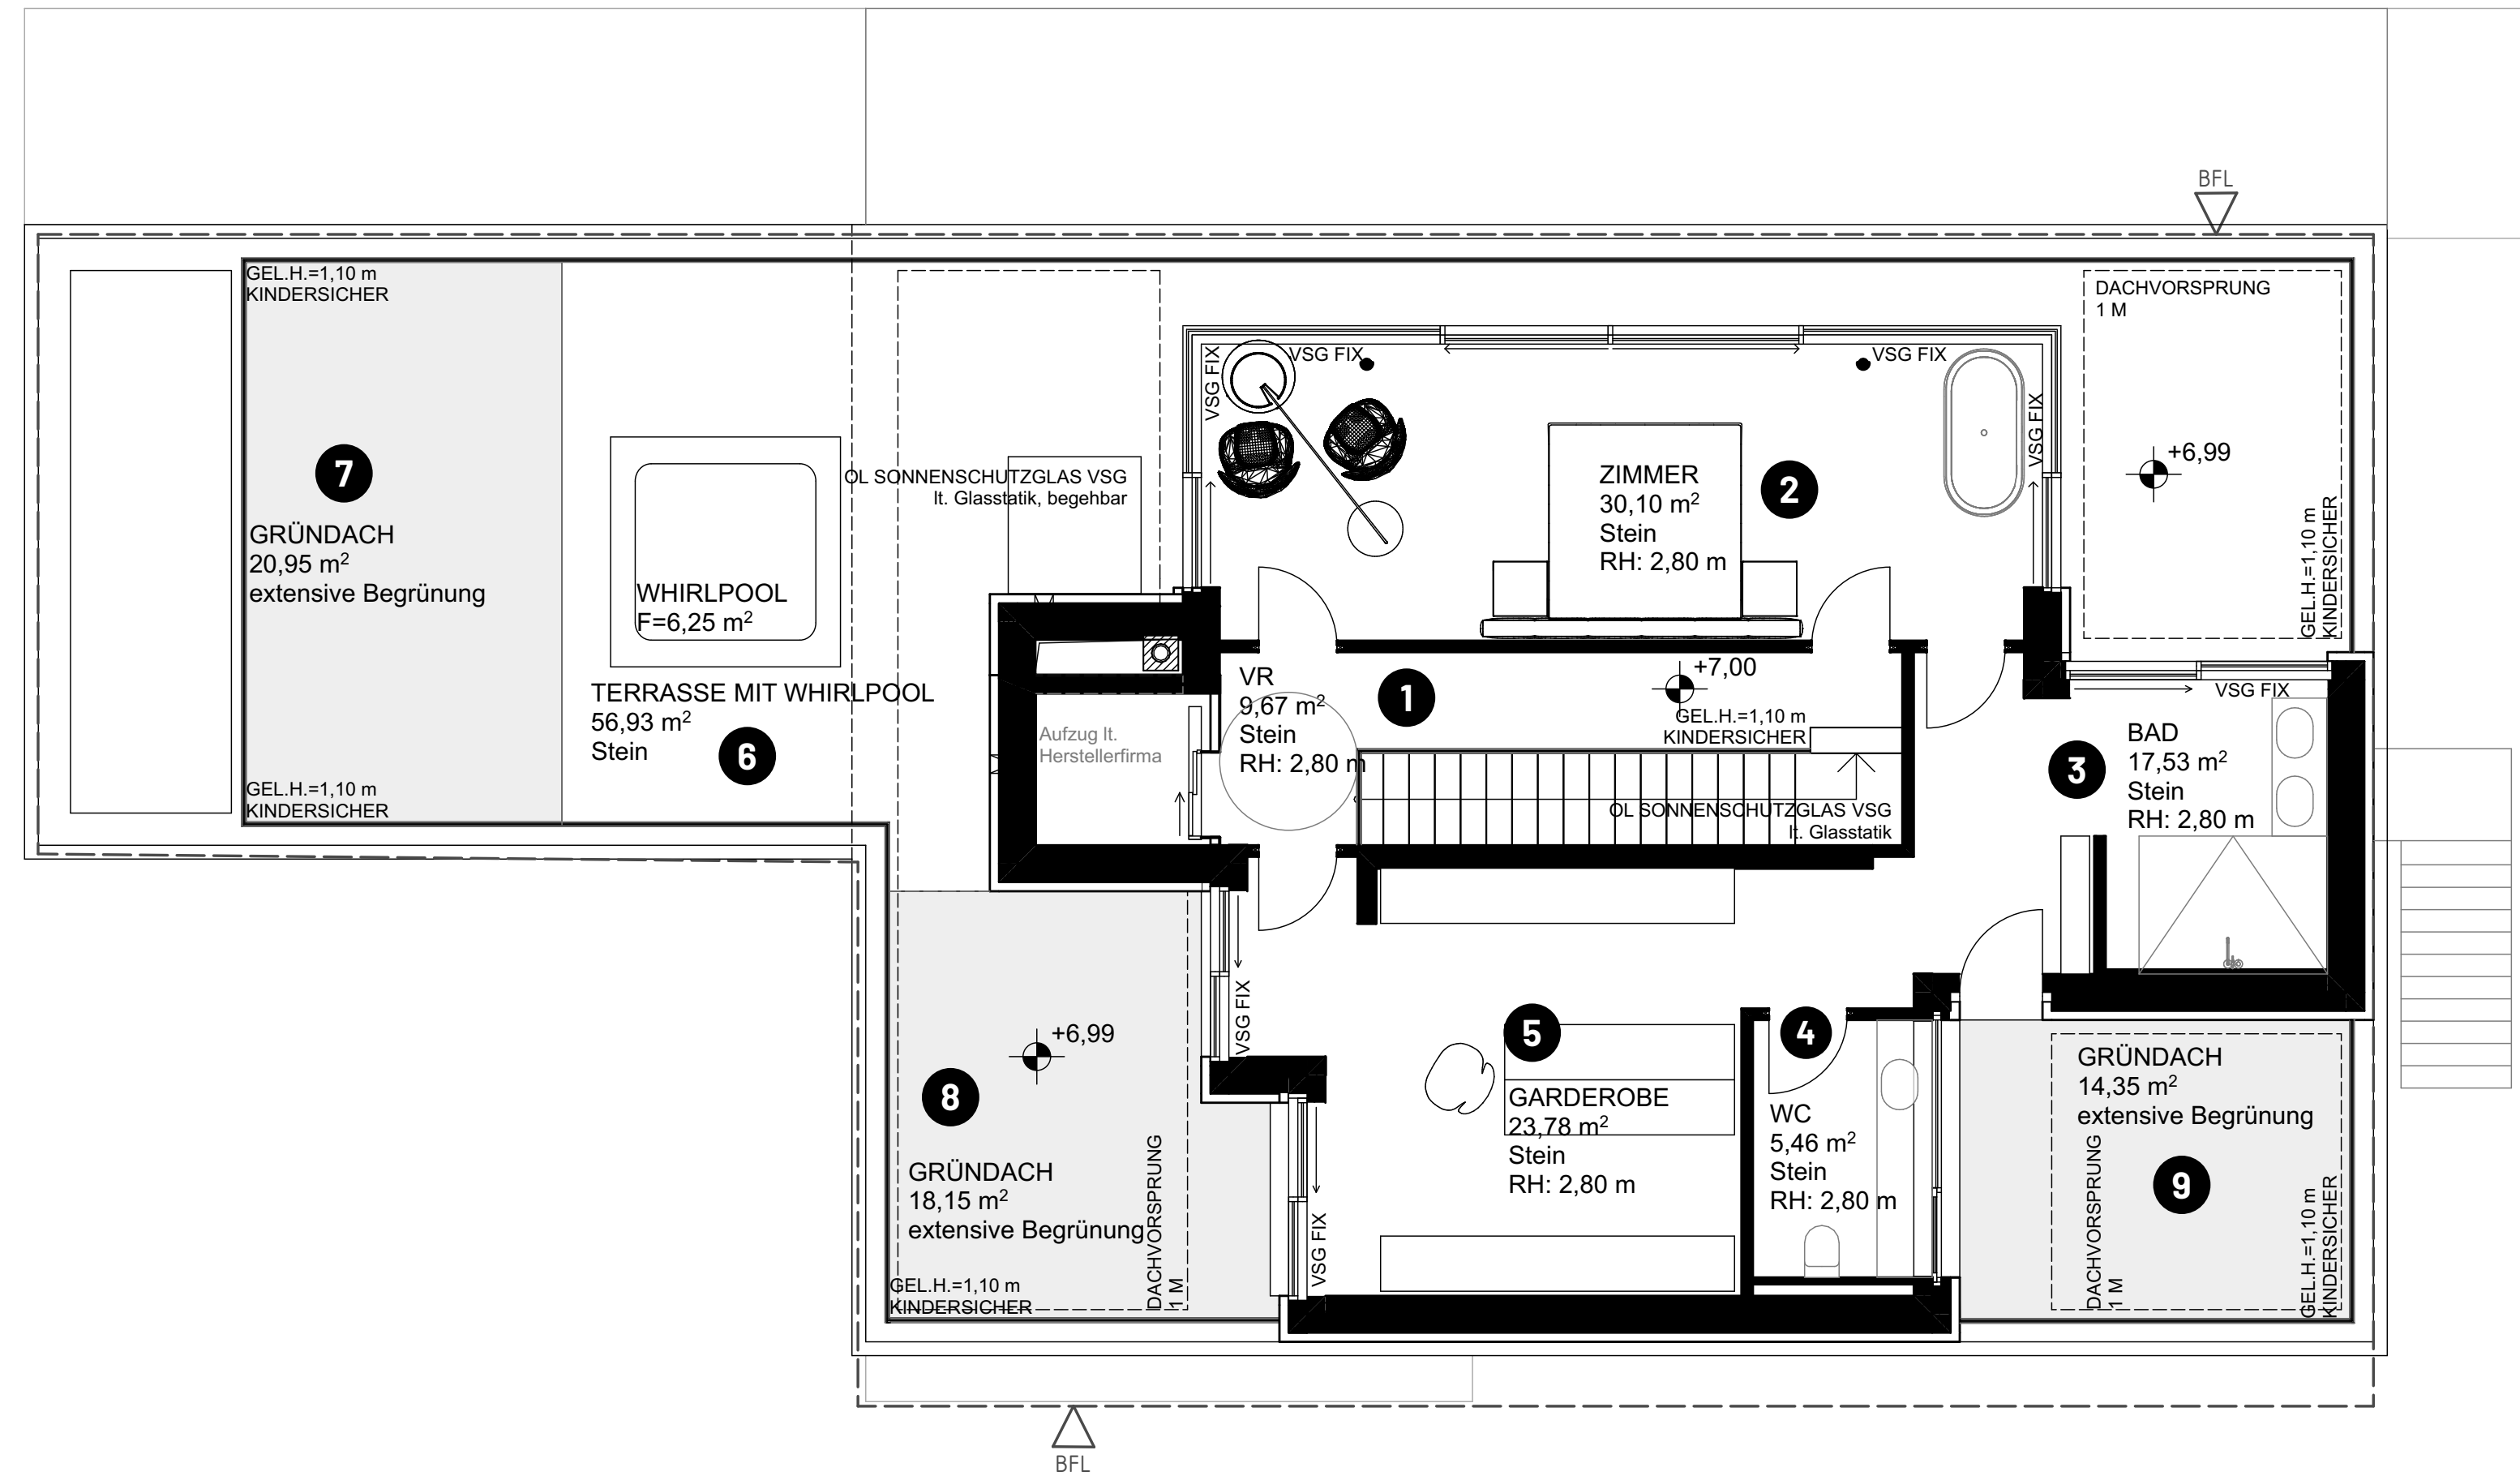 BFL
GEL.H.=1,10 m
KINDERSICHER
7
GRÜNDACH
20,95 m²
extensive Begrünung
GEL.H.=1,10 m
KINDERSICHER
WHIRLPOOL
F=6,25 m²
TERRASSE MIT WHIRLPOOL
56,93 m²
Stein
6
OL SONNENSCHUTZGLAS VSG
lt. Glasstatik, begehbar
VSG FIX
VSG FIX
VSG FIX
VSG FIX
ZIMMER
30,10 m²
Stein
RH: 2,80 m
2
DACHVORSPRUNG
1 M
+6,99
GEL.H.=1,10 m
KINDERSICHER
Aufzug lt.
Herstellerfirma
VR
9,67 m²
Stein
RH: 2,80 m
1
+7,00
GEL.H.=1,10 m
KINDERSICHER
OL SONNENSCHUTZGLAS VSG
lt. Glasstatik
VSG FIX
3
BAD
17,53 m²
Stein
RH: 2,80 m
+6,99
8
GRÜNDACH
18,15 m²
extensive Begrünung
DACHVORSPRUNG
1 M
GEL.H.=1,10 m
KINDERSICHER
VSG FIX
VSG FIX
5
GARDEROBE
23,78 m²
Stein
RH: 2,80 m
4
WC
5,46 m²
Stein
RH: 2,80 m
GRÜNDACH
14,35 m²
extensive Begrünung
9
DACHVORSPRUNG
1 M
GEL.H.=1,10 m
KINDERSICHER
BFL